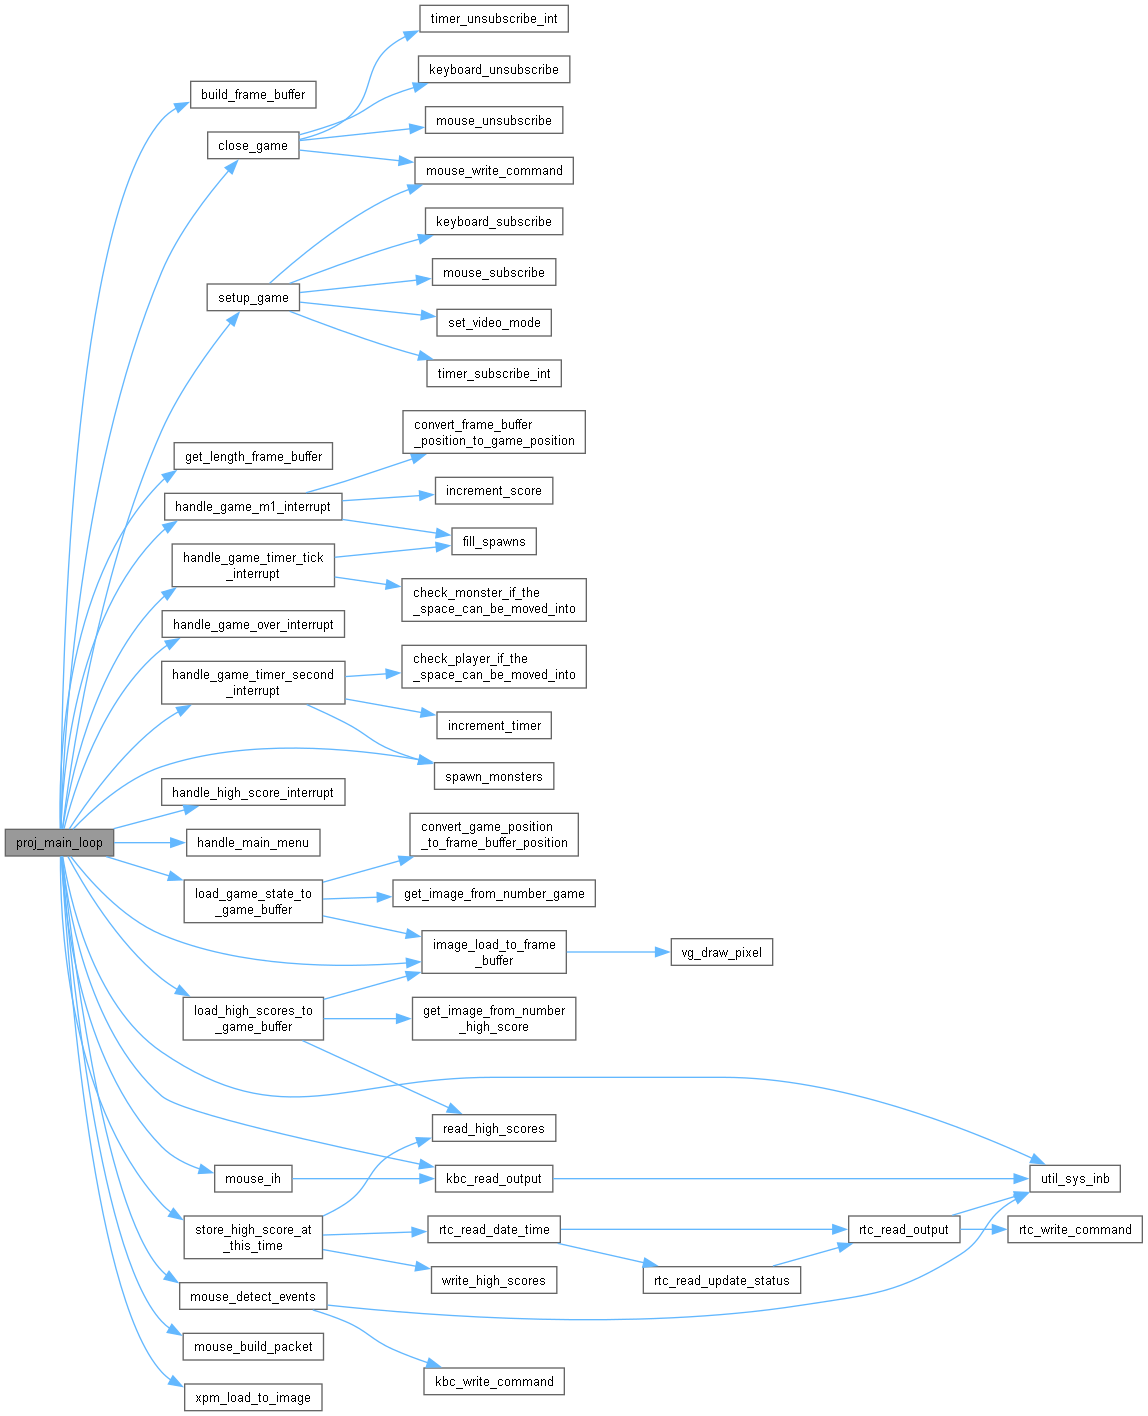 timer_unsubscribe_int
keyboard_unsubscribe
build_frame_buffer
mouse_unsubscribe
close_game
mouse_write_command
keyboard_subscribe
mouse_subscribe
setup_game
set_video_mode
timer_subscribe_int
convert_frame_buffer
_position_to_game_position
get_length_frame_buffer
increment_score
handle_game_m1_interrupt
fill_spawns
handle_game_timer_tick
_interrupt
check_monster_if_the
_space_can_be_moved_into
handle_game_over_interrupt
check_player_if_the
_space_can_be_moved_into
handle_game_timer_second
_interrupt
increment_timer
spawn_monsters
handle_high_score_interrupt
convert_game_position
_to_frame_buffer_position
proj_main_loop
handle_main_menu
load_game_state_to
_game_buffer
get_image_from_number_game
image_load_to_frame
_buffer
vg_draw_pixel
load_high_scores_to
_game_buffer
get_image_from_number
_high_score
read_high_scores
mouse_ih
kbc_read_output
util_sys_inb
store_high_score_at
_this_time
rtc_read_date_time
rtc_read_output
rtc_write_command
write_high_scores
rtc_read_update_status
mouse_detect_events
mouse_build_packet
kbc_write_command
xpm_load_to_image